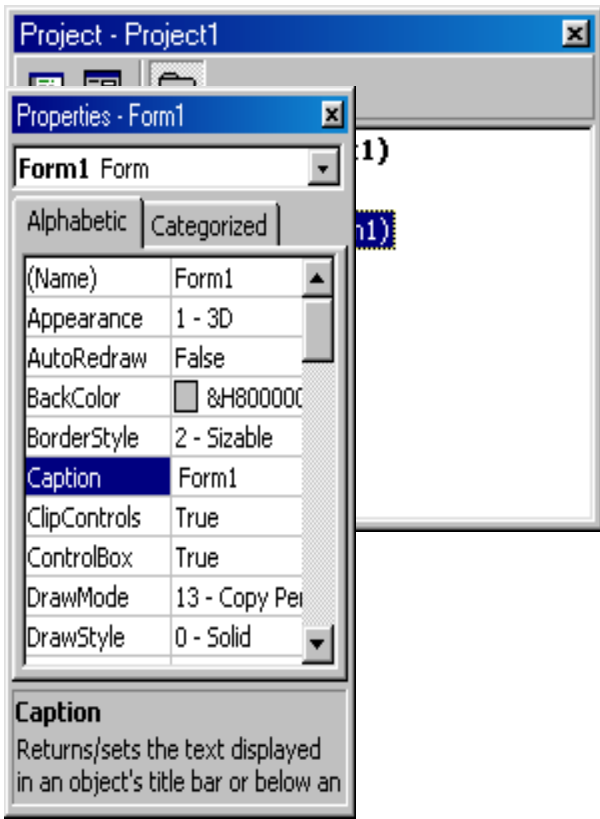 Project - Project1
Properties - Form1
:1)
Form1 Form
Alphabetic Categorized
m1)
(Name) Form1
Appearance 1 - 3D
AutoRedraw False
BackColor &H800000
BorderStyle 2 - Sizable
Caption Form1
ClipControls True
ControlBox True
DrawMode 13 - Copy Pe
DrawStyle 0 - Solid
Caption
Returns/sets the text displayed
in an object's title bar or below an